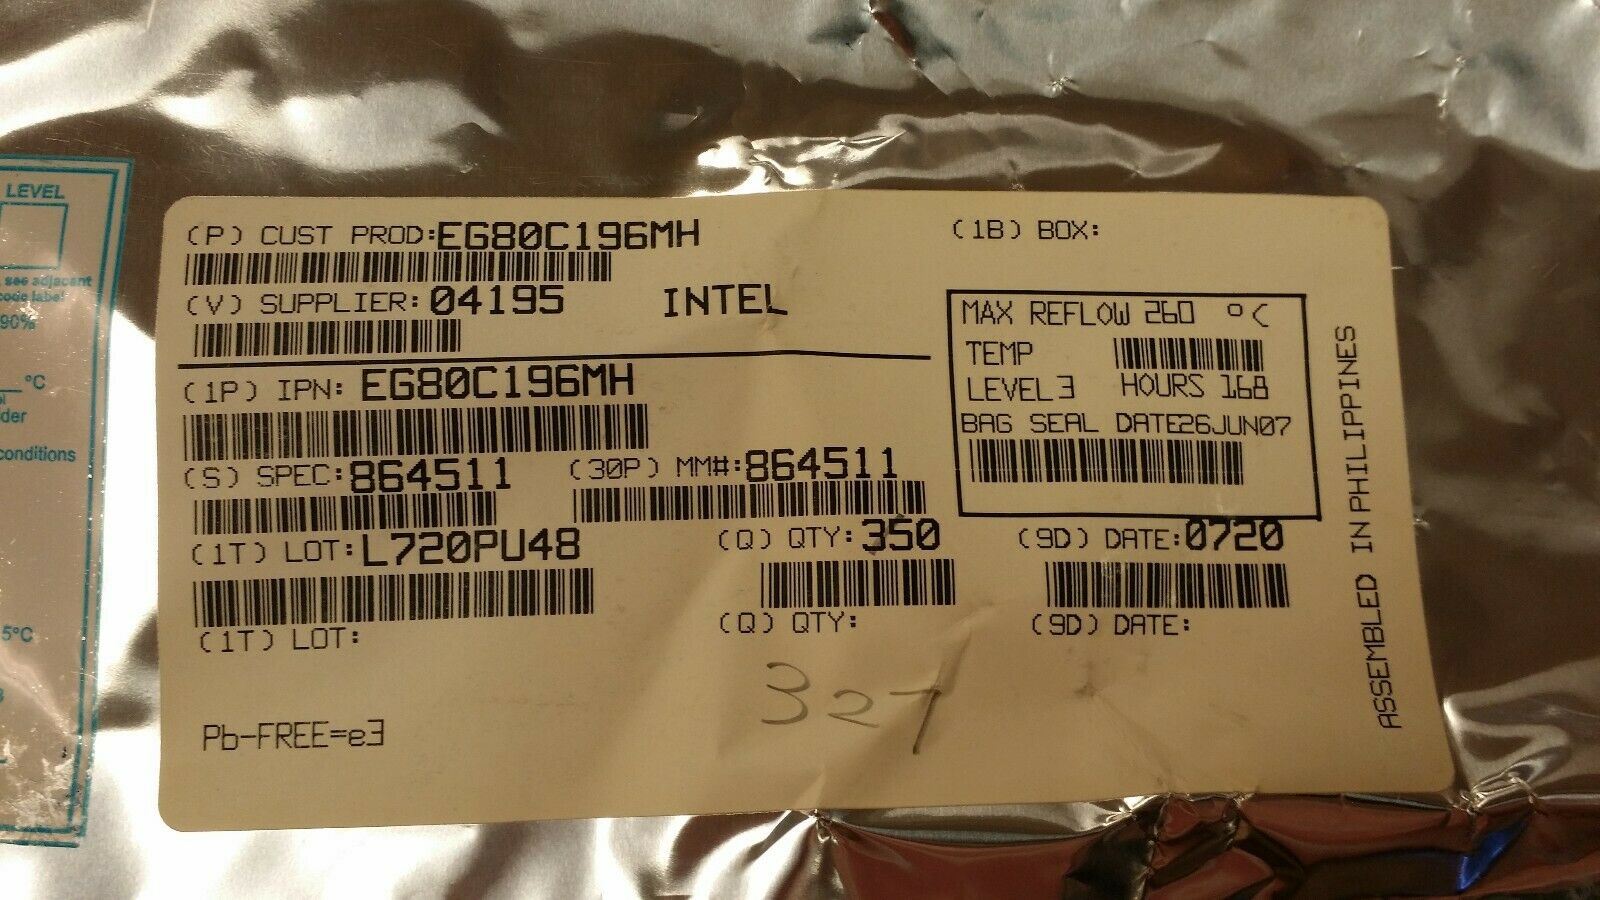 LEVEL
see adjacent
code label
90%
°C
der
conditions
5°C
(P) CUST PROD:EG80C196MH
(1B) BOX:
(V) SUPPLIER:04195 INTEL
MAX REFLOW 260 °C
TEMP
LEVEL3 HOURS 168
BAG SEAL DATE26JUN07
(1P) IPN: EG80C196MH
(S) SPEC:864511 (30P) MM#:864511
(1T) LOT:L720PU48 (Q) QTY:350 (9D) DATE:0720
(1T) LOT: (Q) QTY: (9D) DATE:
327
Pb-FREE=e3
ASSEMBLED IN PHILIPPINES